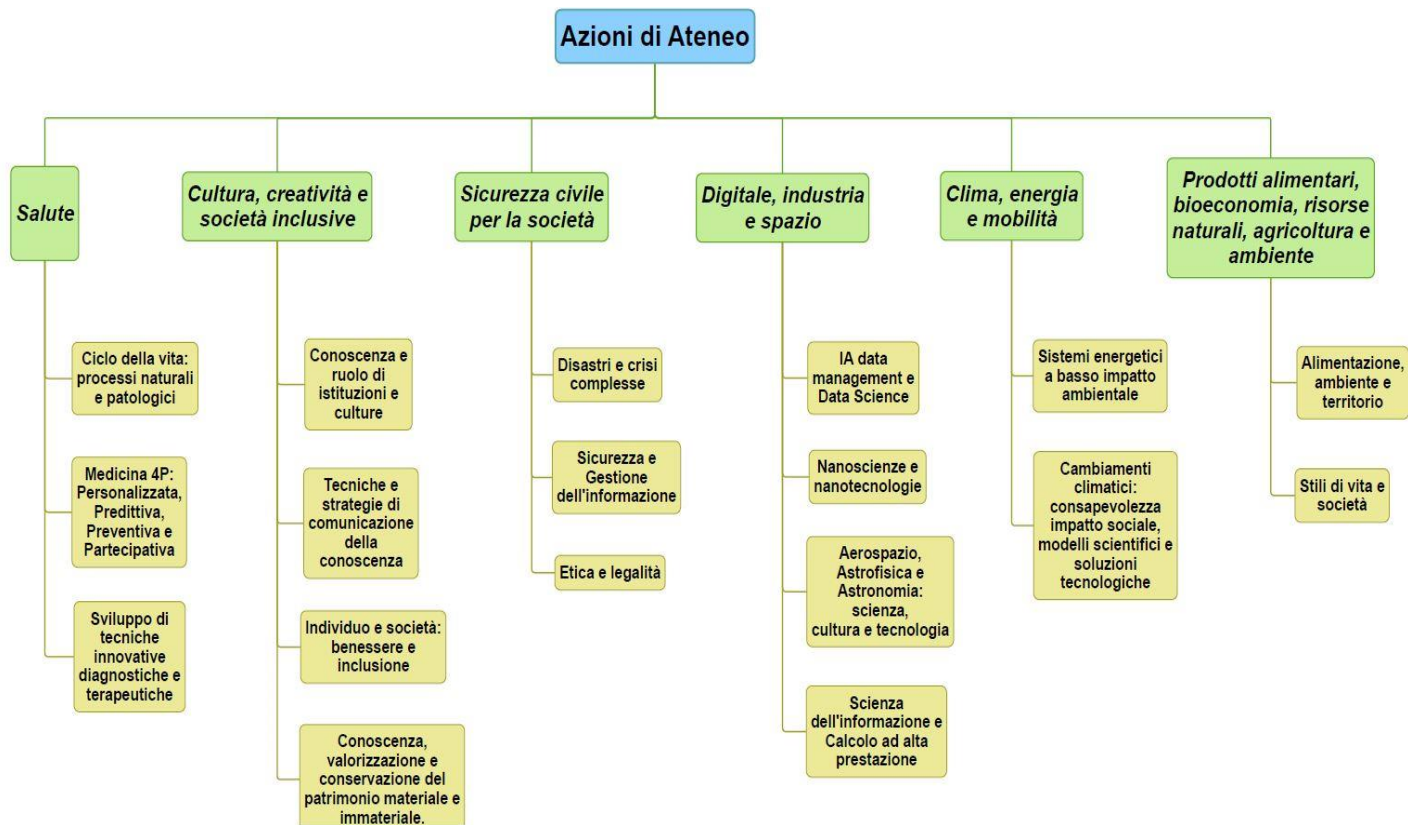 Azioni di Ateneo
Salute
Cultura, creatività e
società inclusive
Sicurezza civile
per la società
Digitale, industria
e spazio
Clima, energia
e mobilità
Prodotti alimentari,
bioeconomia, risorse
naturali, agricoltura e
ambiente
Ciclo della vita:
processi naturali
e patologici
Medicina 4P:
Personalizzata,
Predittiva,
Preventiva e
Partecipativa
Sviluppo di
tecniche
innovative
diagnostiche e
terapeutiche
Conoscenza e
ruolo di
istituzioni e
culture
Tecniche e
strategie di
comunicazione
della
conoscenza
Individuo e società:
benessere e
inclusione
Conoscenza,
valorizzazione e
conservazione del
patrimonio materiale e
immateriale.
Disastri e crisi
complesse
Sicurezza e
Gestione
dell'informazione
Etica e legalità
IA data
management e
Data Science
Nanoscienze e
nanotecnologie
Aerospazio,
Astrofisica e
Astronomia:
scienza,
cultura e tecnologia
Scienza
dell'informazione e
Calcolo ad alta
prestazione
Sistemi energetici
a basso impatto
ambientale
Cambiamenti
climatici:
consapevolezza
impatto sociale,
modelli scientifici e
soluzioni
tecnologiche
Alimentazione,
ambiente e
territorio
Stili di vita e
società